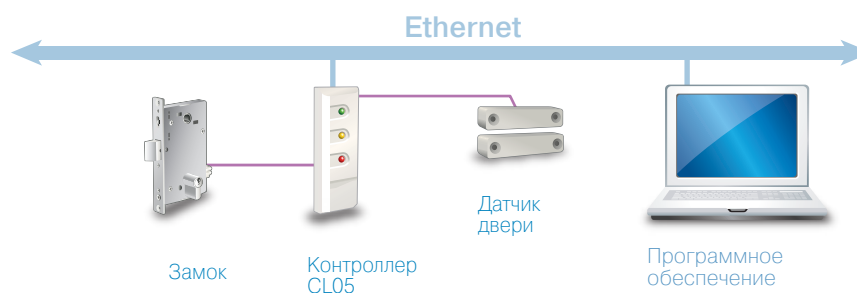 Ethernet
Датчик
двери
Замок
Контроллер
CL05
Программное
обеспечение